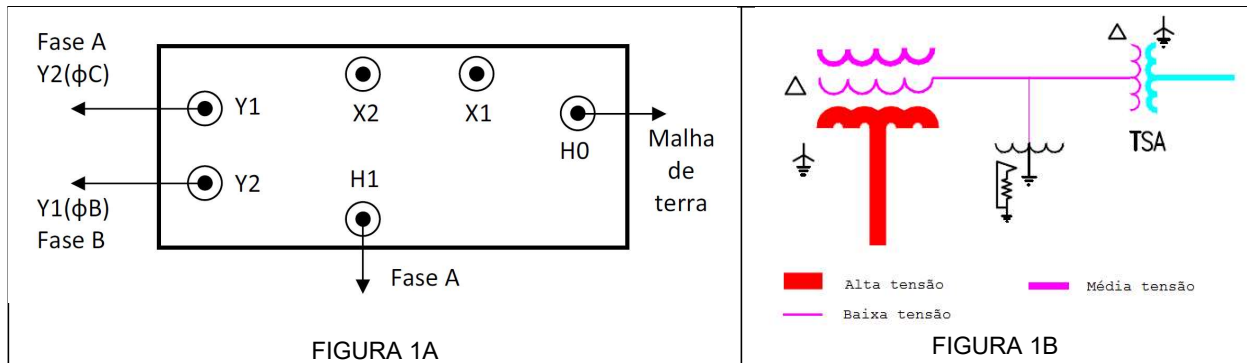 Fase A
Y2(ϕC)
Y1
Y2
Y1(ϕB)
Fase B
X2
X1
H0
H1
Malha
de
terra
Fase A
FIGURA 1A
TSA
Alta tensão
Média tensão
Baixa tensão
FIGURA 1B